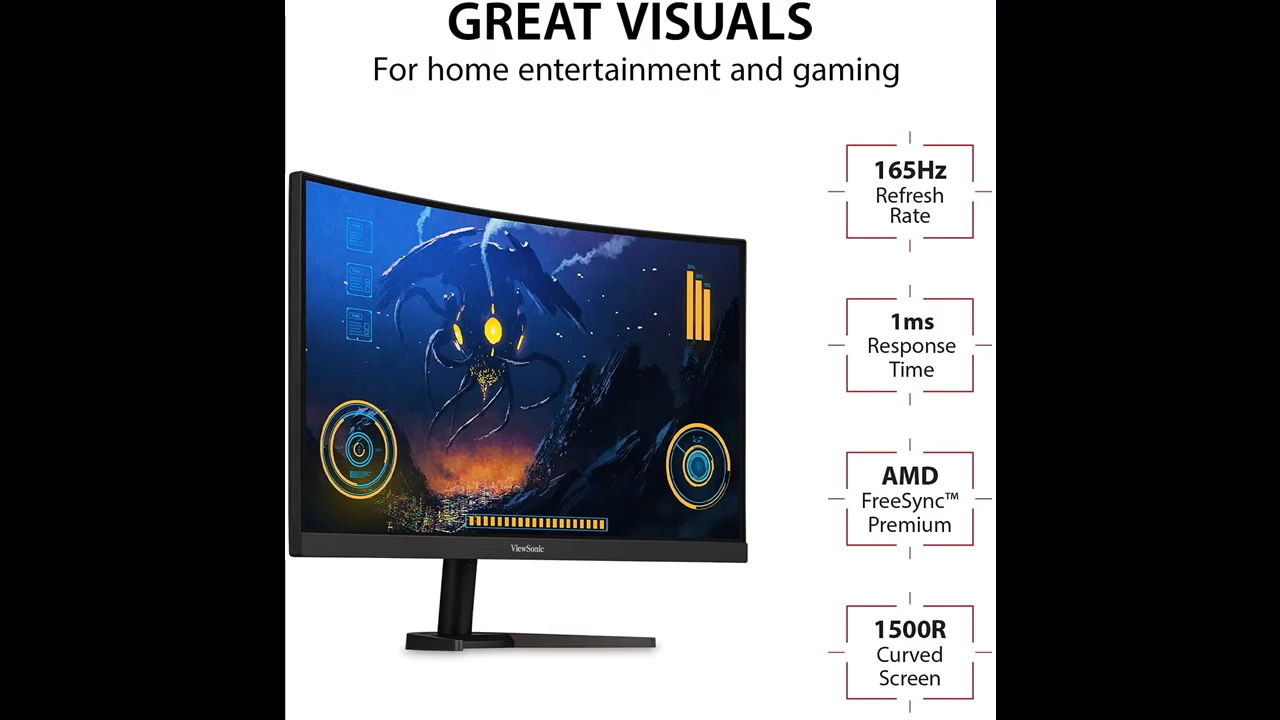 GREAT VISUALS
For home entertainment and gaming
165Hz
Refresh
Rate
1ms
Response
Time
AMD
FreeSync™
Premium
1500R
Curved
Screen
ViewSonic